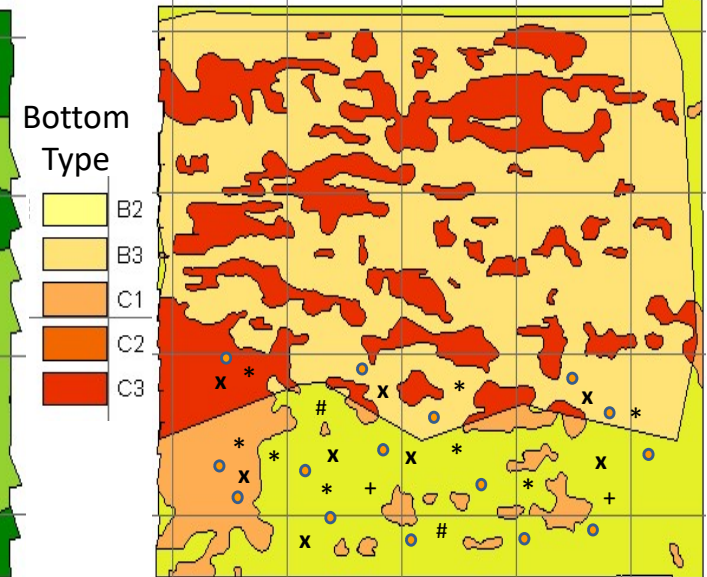 Bottom
Type
B2
B3
C1
C2
C3
x *
x *
x *
#
* * x x * x
x * * + +
x #